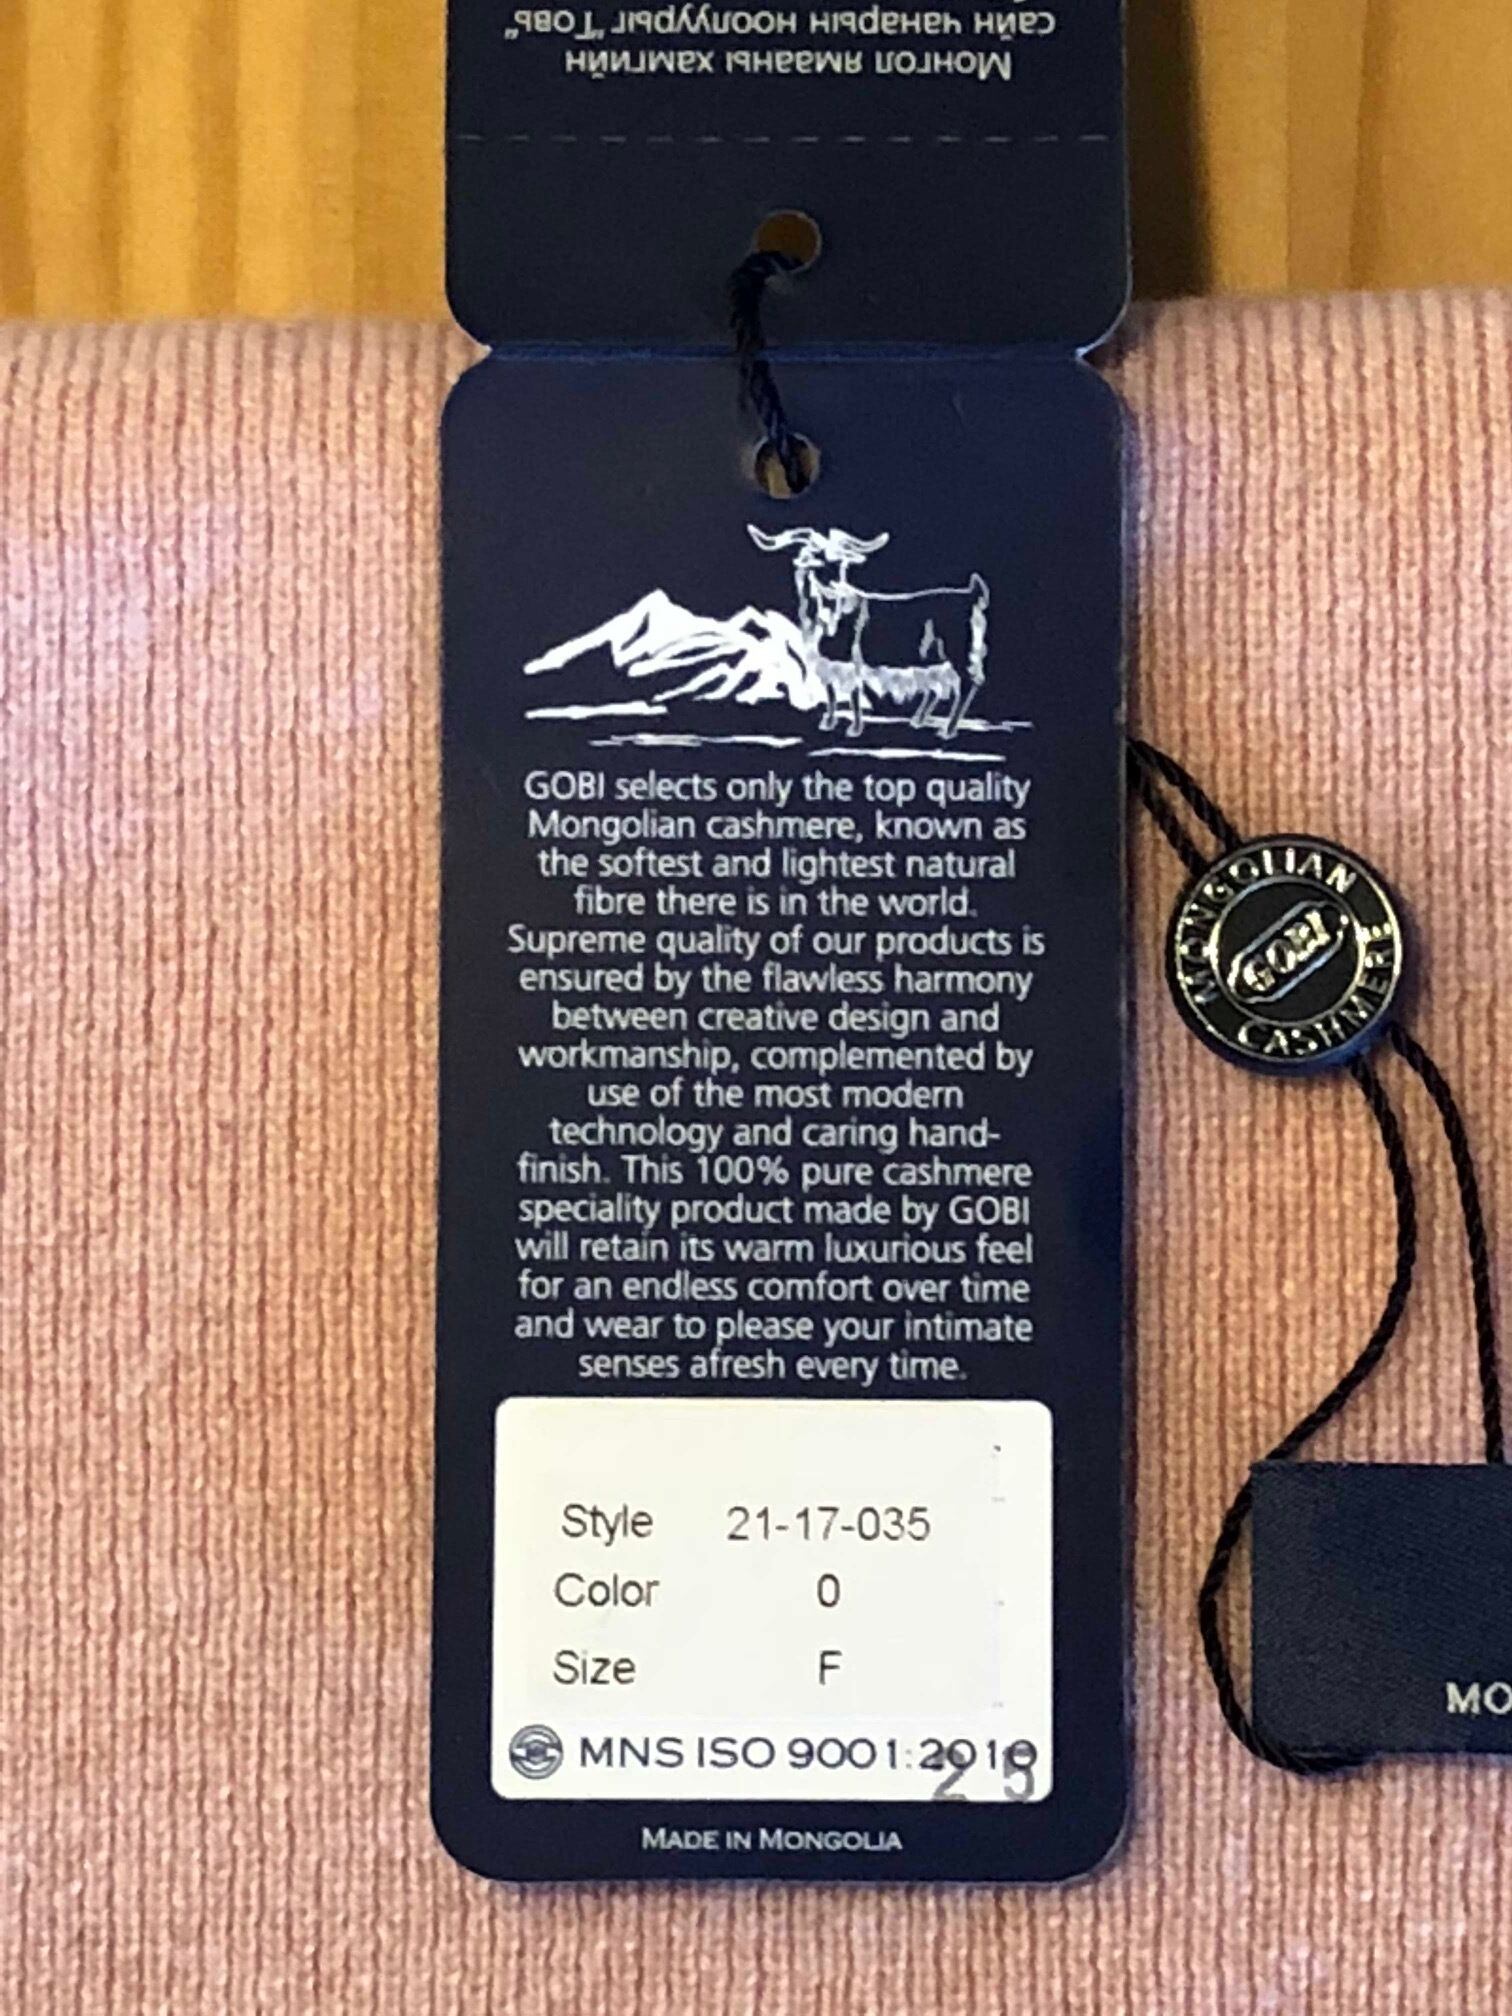 Монгол ямааны хамгийн
сайн чанарын ноолуурыг "Говь"
GOBI selects only the top quality
Mongolian cashmere, known as
the softest and lightest natural
fibre there is in the world.
Supreme quality of our products is
ensured by the flawless harmony
between creative design and
workmanship, complemented by
use of the most modern
technology and caring hand-
finish. This 100% pure cashmere
speciality product made by GOBI
will retain its warm luxurious feel
for an endless comfort over time
and wear to please your intimate
senses afresh every time.
Style 21-17-035
Color 0
Size F
MNS ISO 9001:2010
2 5
MADE IN MONGOLIA
MONGOLIAN
GOBI
CASHMERE
MO